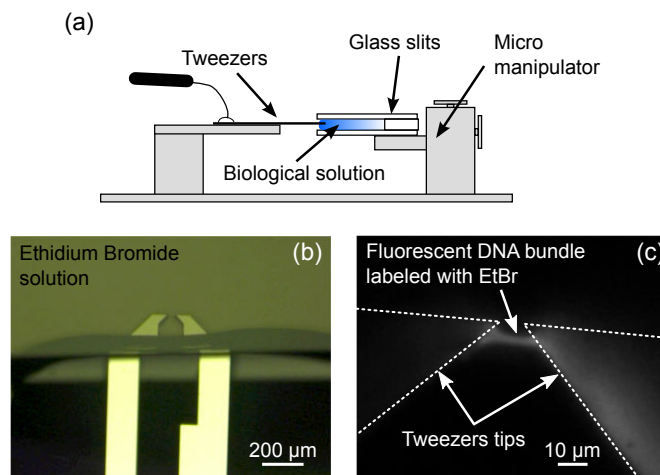 (a)
Tweezers
Glass slits
Micro
manipulator
Biological solution
Ethidium Bromide
solution
(b)
200 µm
Fluorescent DNA bundle
labeled with EtBr
(c)
Tweezers tips
10 µm